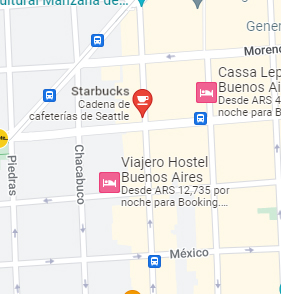 ultural Manzana de
Gener
Moreno
Starbucks
Cadena de
cafeterías de Seattle
Cassa Lep
Buenos Ai
Desde ARS 4
noche para B
Piedras
Chacabuco
Viajero Hostel
Buenos Aires
Desde ARS 12,735 por
noche para Booking....
México